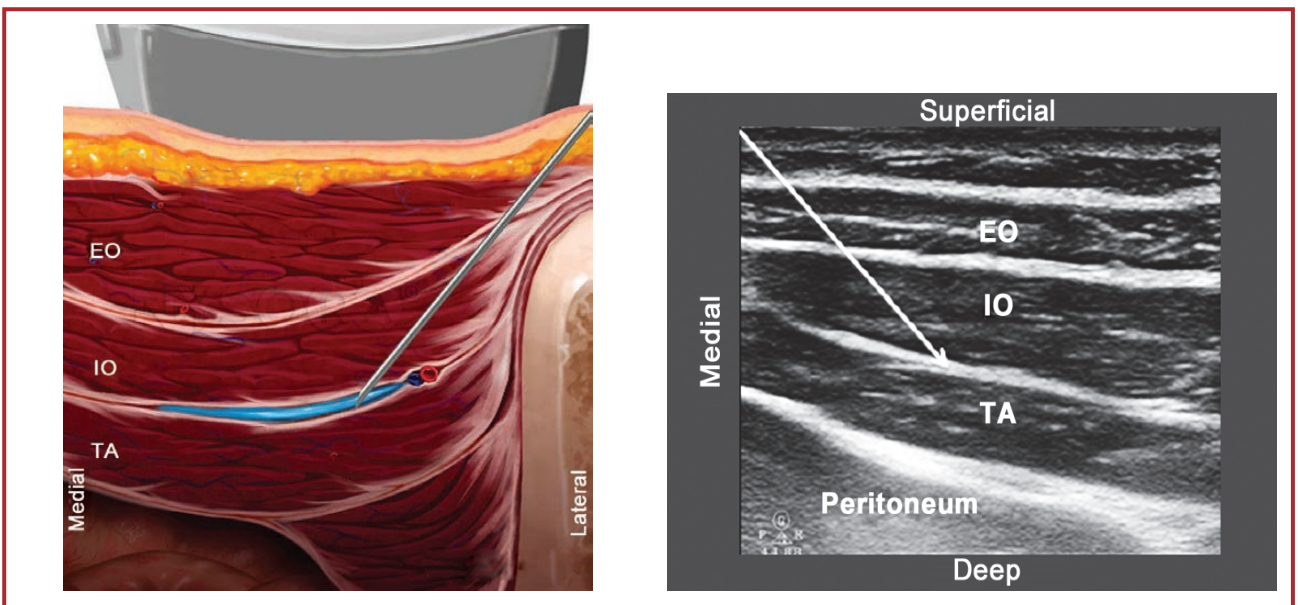 EO
IO
TA
Medial
Lateral
Superficial
Medial
EO
IO
TA
Peritoneum
G
P R
Deep